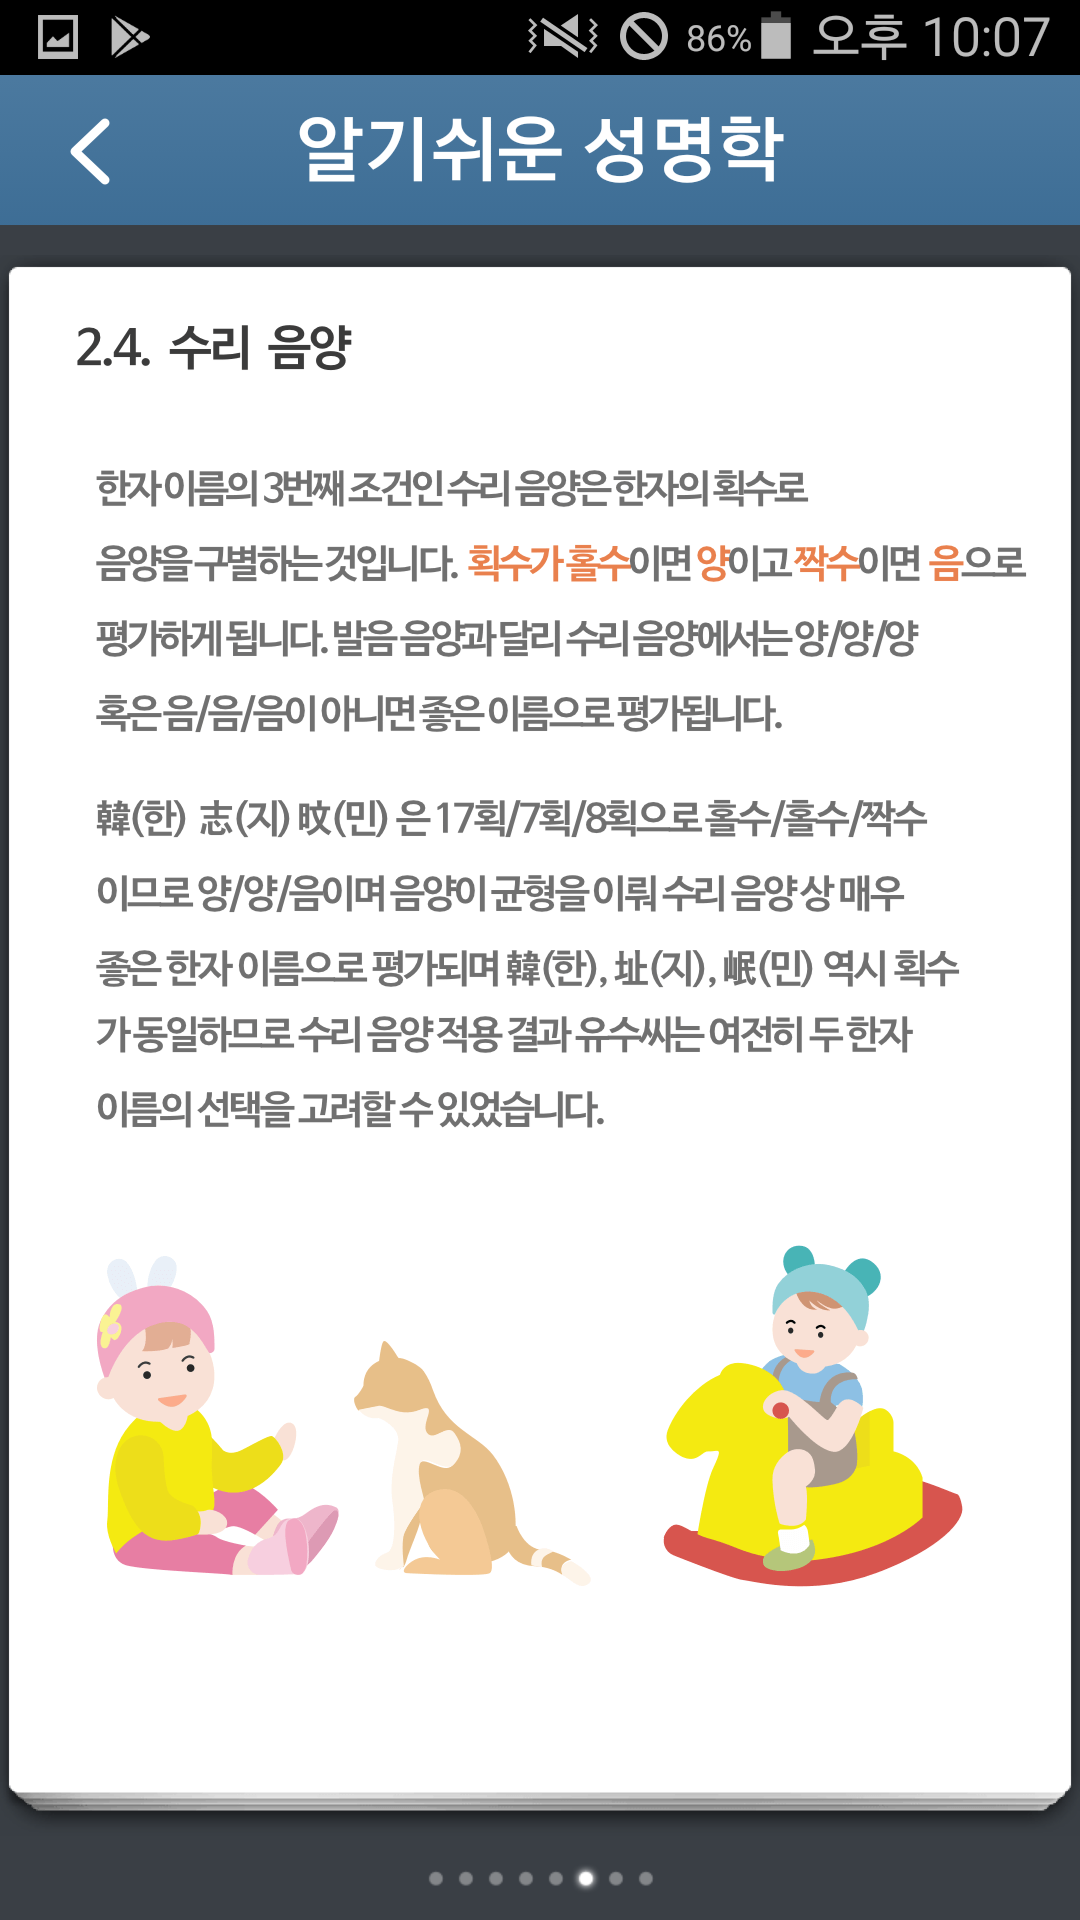 86% 오후 10:07
알기쉬운 성명학
2.4. 수리 음양
한자 이름의 3번째 조건인 수리 음양은 한자의 획수로
음양을 구별하는 것입니다. 획수가 홀수이면 양이고 짝수이면 음으로
평가하게 됩니다. 발음 음양과 달리 수리 음양에서는 양/양/양
혹은 음/음/음이 아니면 좋은 이름으로 평가됩니다.
韓(한) 志(지) 旼(민) 은 17획/7획/8획으로 홀수/홀수/짝수
이므로 양/양/음이며 음양이 균형을 이뤄 수리 음양 상 매우
좋은 한자 이름으로 평가되며 韓(한), 址(지), 岷(민) 역시 획수
가 동일하므로 수리 음양 적용 결과 유수씨는 여전히 두 한자
이름의 선택을 고려할 수 있었습니다.